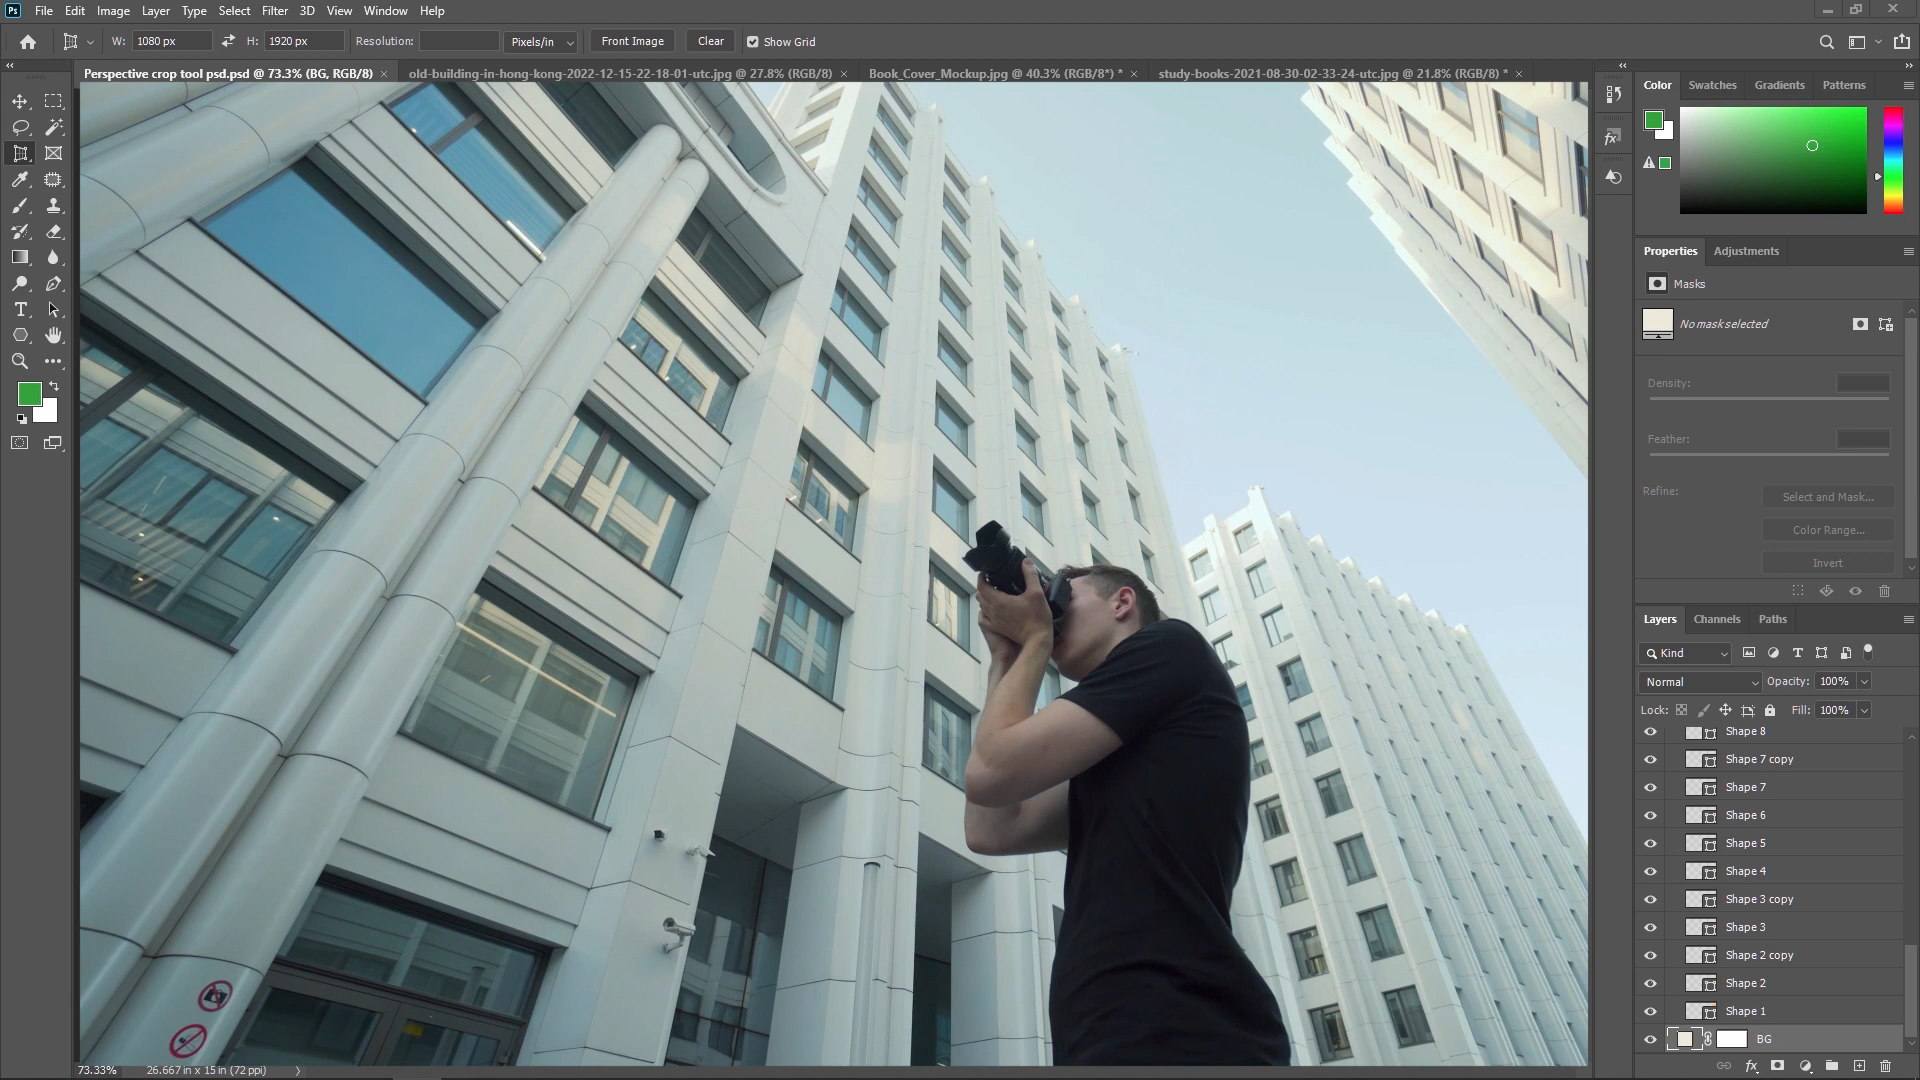 Ps File Edit Image Layer Type Select Filter 3D View Window Help
W: 1080 px H: 1920 px Resolution: Pixels/in Front Image Clear Show Grid
Perspective crop tool psd.psd @ 73.3% (BG, RGB/8) × old-building-in-hong-kong-2022-12-15-22-18-01-utc.jpg @ 27.8% (RGB/8) × Book_Cover_Mockup.jpg @ 40.3% (RGB/8*) * × study-books-2021-08-30-02-33-24-utc.jpg @ 21.8% (RGB/8) * ×
Color Swatches Gradients Patterns
Properties Adjustments
Masks
No mask selected
Density:
Feather:
Refine:
Select and Mask...
Color Range...
Invert
Layers Channels Paths
Kind
Normal Opacity: 100%
Lock: Fill: 100%
Shape 8
Shape 7 copy
Shape 7
Shape 6
Shape 5
Shape 4
Shape 3 copy
Shape 3
Shape 2 copy
Shape 2
Shape 1
BG
73.33% 26.667 in x 15 in (72 ppi)